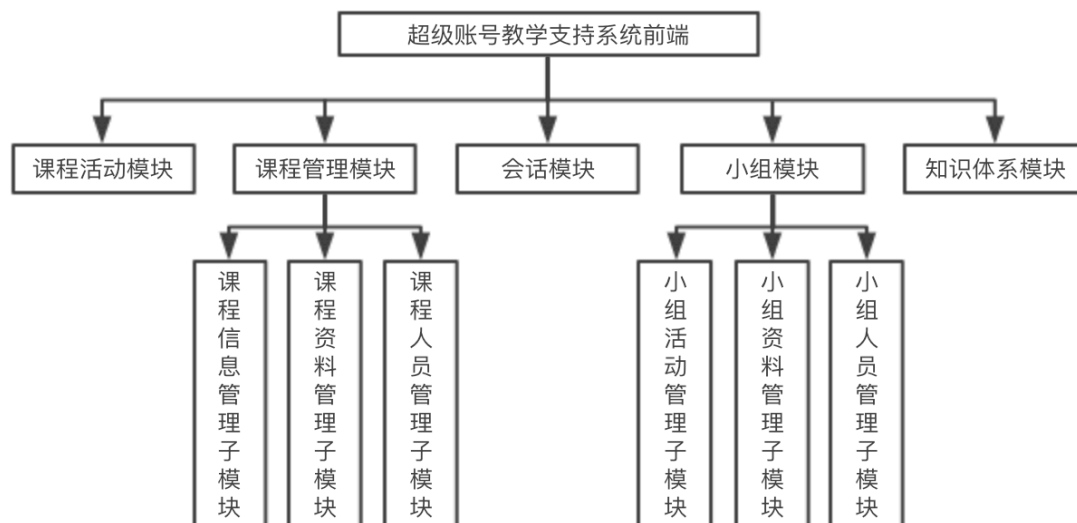 超级账号教学支持系统前端
课程活动模块
课程管理模块
会话模块
小组模块
知识体系模块
课程信息管理子模块
课程资料管理子模块
课程人员管理子模块
小组活动管理子模块
小组资料管理子模块
小组人员管理子模块